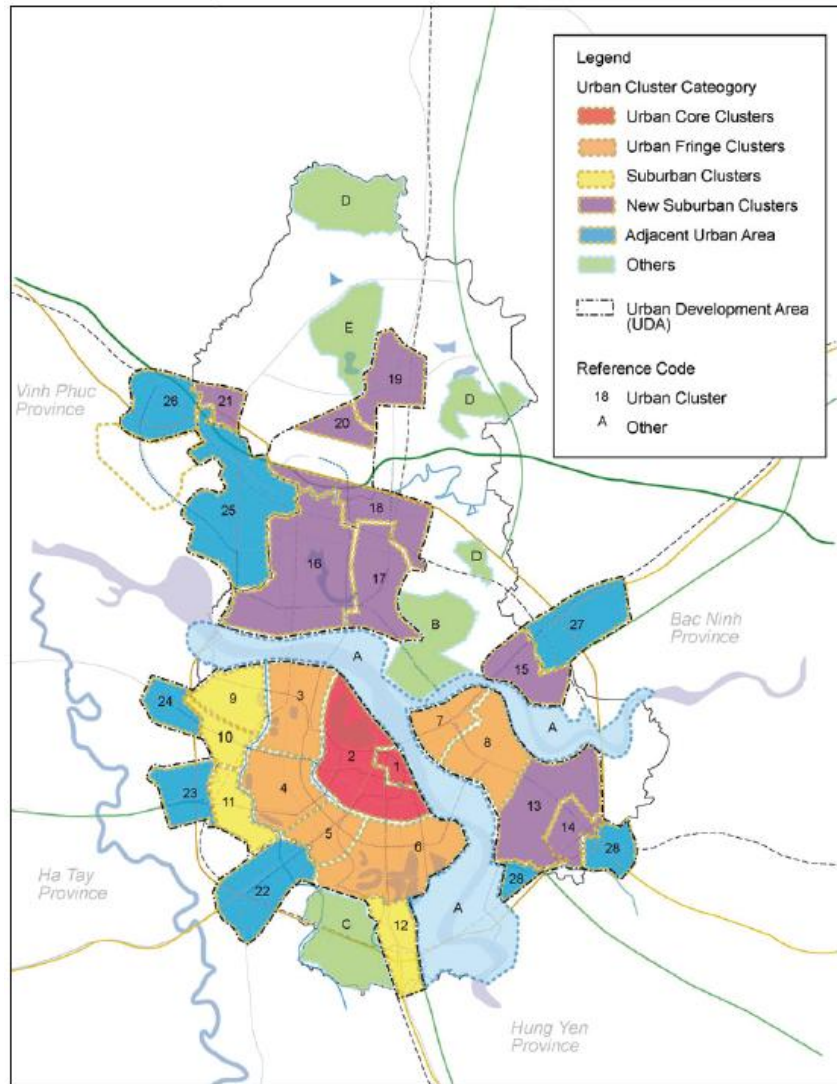 Legend
Urban Cluster Cateogory
Urban Core Clusters
Urban Fringe Clusters
Suburban Clusters
New Suburban Clusters
Adjacent Urban Area
Others
Urban Development Area
(UDA)
Reference Code
18 Urban Cluster
A Other
D
E
19
D
Vinh Phuc
Province
26
21
20
25
18
16
17
D
B
27
Bac Ninh
Province
15
A
A
24
9
3
10
2
1
7
8
23
11
4
5
6
13
14
28
28
Ha Tay
Province
22
C
12
A
Hung Yen
Province